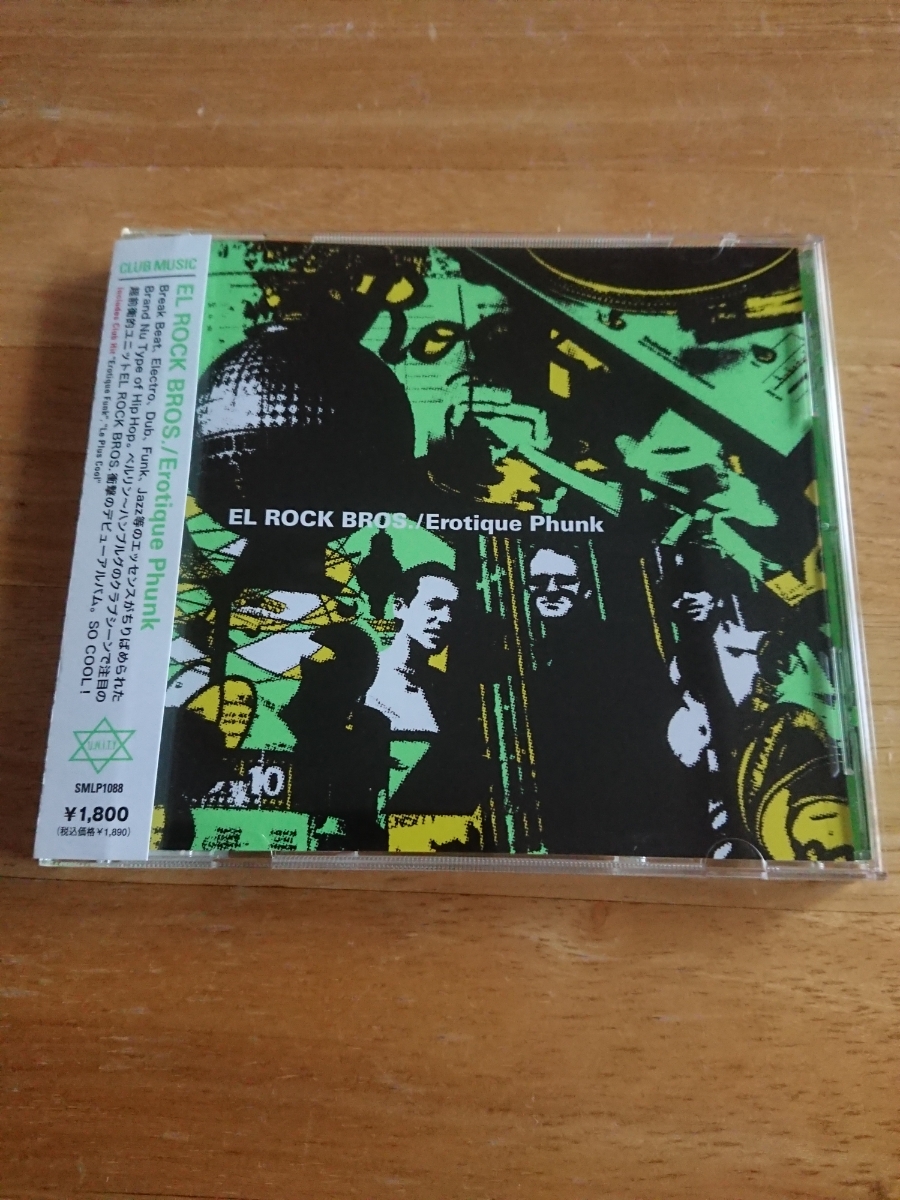 CLUB MUSIC
EL ROCK BROS./Erotique Phunk
Break Beat、Electro、Dub、Funk、Jazz等のエッセンスがちりばめられた
Brand Nu Type of Hip Hop。ベルリン〜ハンブルグのクラブシーンで注目の
超前衛的ユニットEL ROCK BROS.衝撃のデビューアルバム。SO COOL!
Includes Club Hit "Erotique Funk", "Le Plus Cool"
SMLP1088
¥1,800
(税込価格¥1,890)
EL ROCK BROS./Erotique Phunk
10